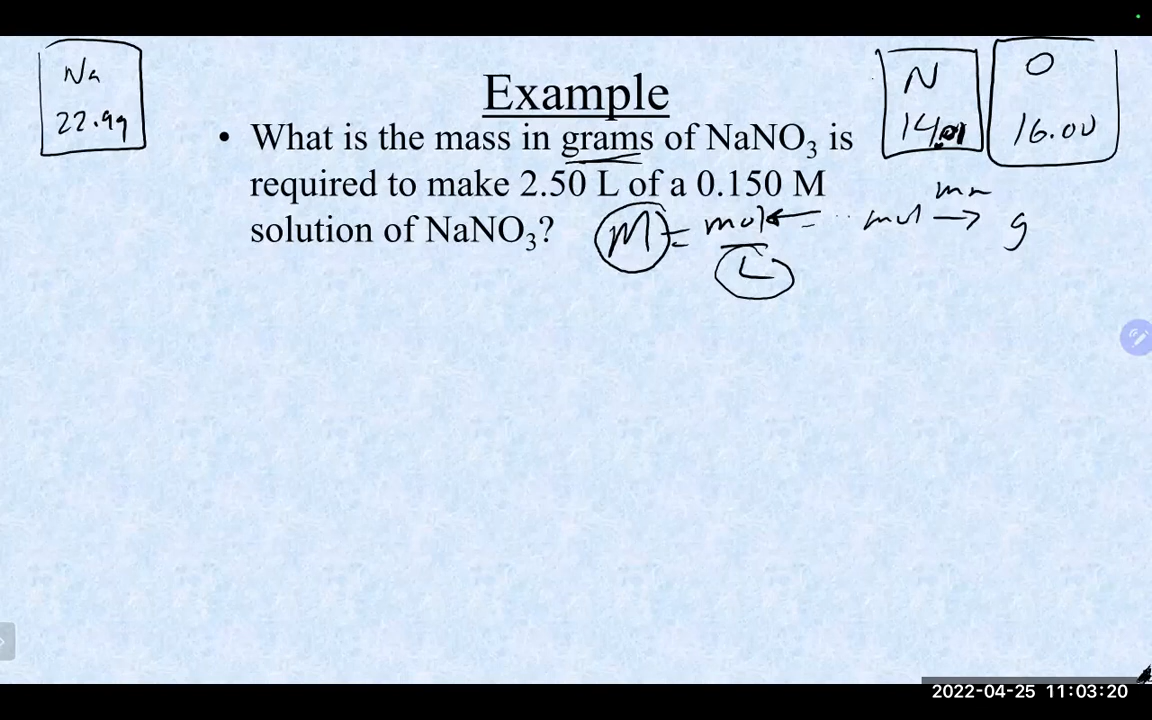 Na
22.99
N
14.01
O
16.00
Example
• What is the mass in grams of NaNO₃ is
required to make 2.50 L of a 0.150 M
solution of NaNO₃?
M = mol ←
L
mol → g
2022-04-25 11:03:20